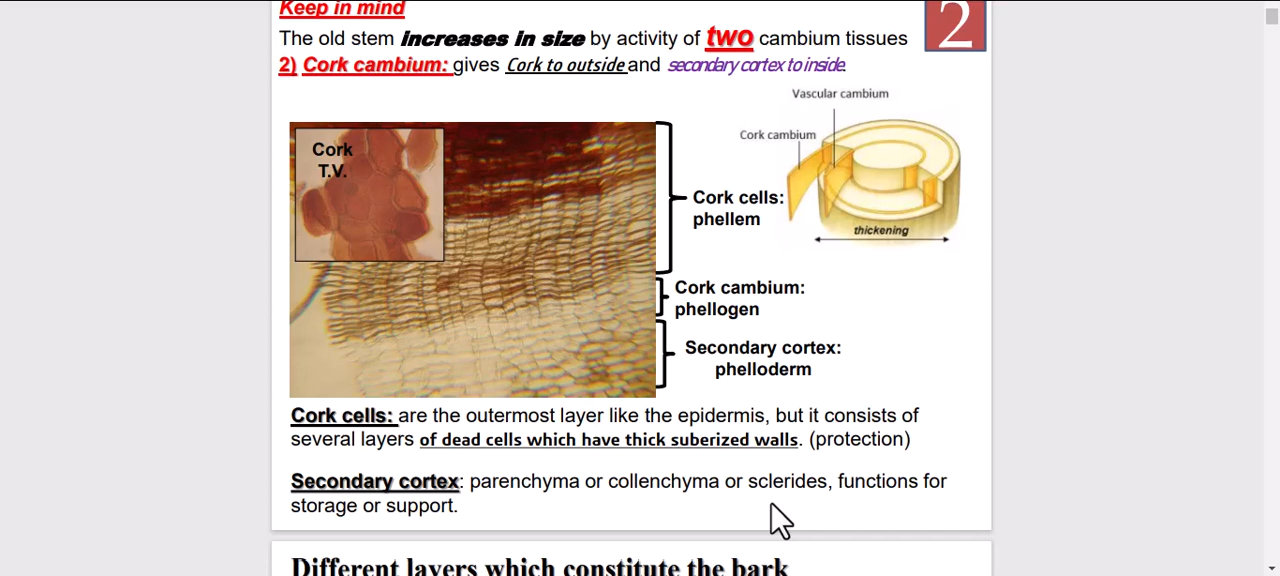 Keep in mind
2
The old stem increases in size by activity of two cambium tissues
2) Cork cambium: gives Cork to outside and secondary cortex to inside.
Vascular cambium
Cork cambium
thickening
Cork
T.V.
Cork cells:
phellem
Cork cambium:
phellogen
Secondary cortex:
phelloderm
Cork cells: are the outermost layer like the epidermis, but it consists of
several layers of dead cells which have thick suberized walls. (protection)
Secondary cortex: parenchyma or collenchyma or sclerides, functions for
storage or support.
Different layers which constitute the bark